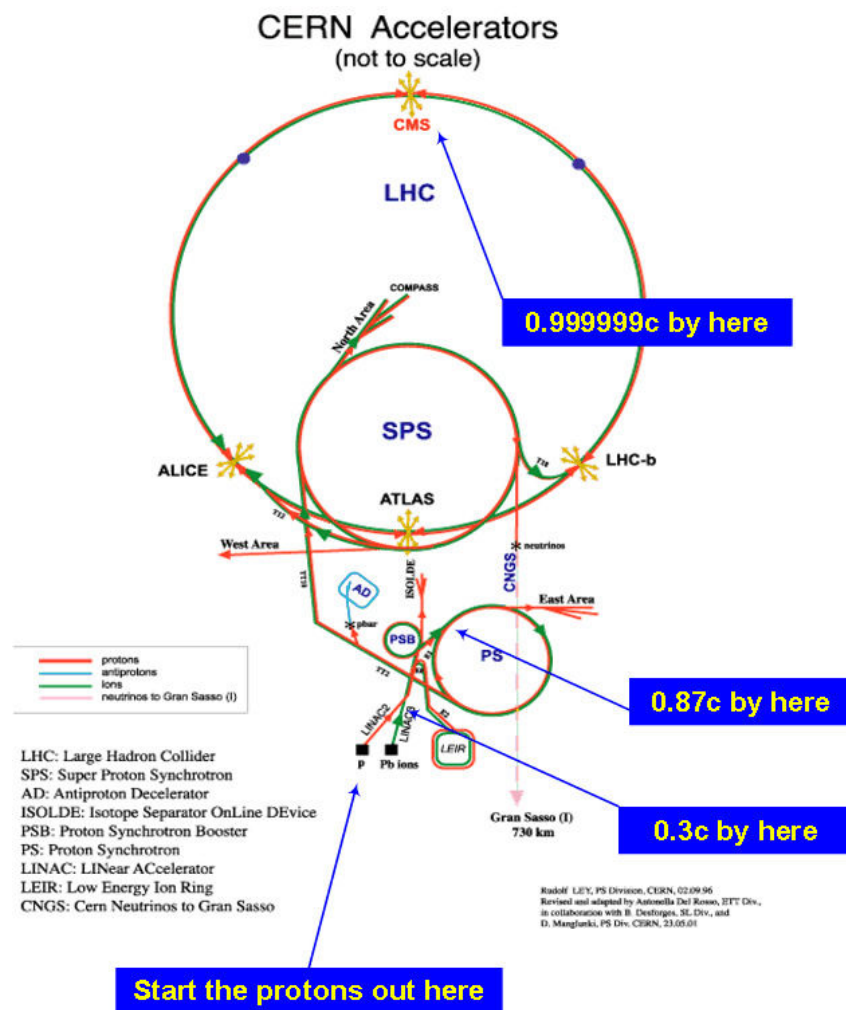 CERN Accelerators
(not to scale)
CMS
LHC
COMPASS
North Area
0.999999c by here
SPS
ALICE
TI8
LHC-b
ATLAS
TI2
West Area
ISOLDE
neutrinos
CNGS
TT10
AD
East Area
pbar
PSB
PS
TT2
E2
LINAC2
LINAC3
LEIR
p
Pb ions
0.87c by here
protons
antiprotons
ions
neutrinos to Gran Sasso (I)
Gran Sasso (I)
730 km
0.3c by here
LHC: Large Hadron Collider
SPS: Super Proton Synchrotron
AD: Antiproton Decelerator
ISOLDE: Isotope Separator OnLine DEvice
PSB: Proton Synchrotron Booster
PS: Proton Synchrotron
LINAC: LINear ACcelerator
LEIR: Low Energy Ion Ring
CNGS: Cern Neutrinos to Gran Sasso
Rudolf LEY, PS Division, CERN, 02.09.96
Revised and adapted by Antonella Del Rosso, ETT Div.,
in collaboration with B. Desforges, SL Div., and
D. Manglunki, PS Div. CERN, 23.05.01
Start the protons out here